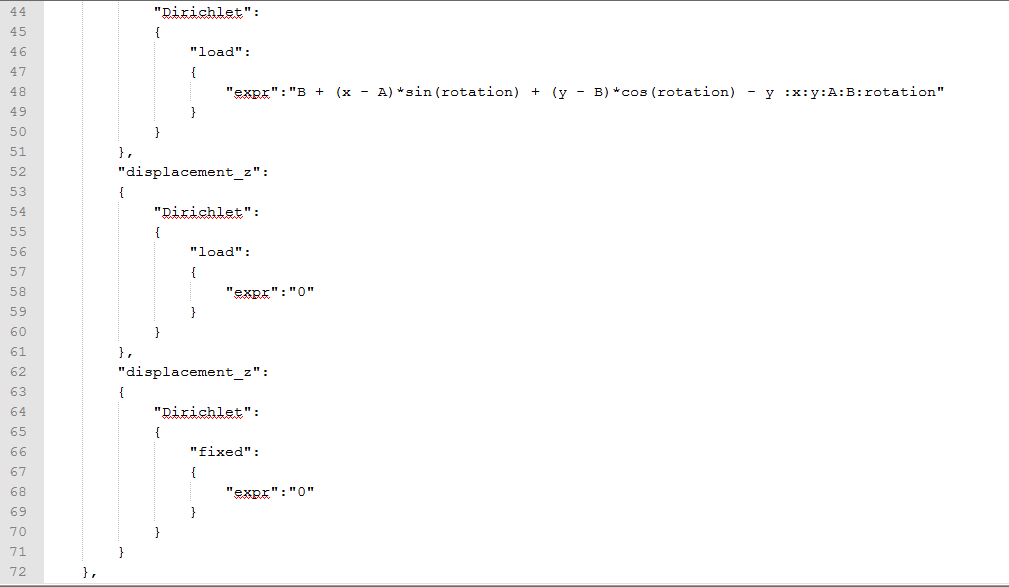 44 "Dirichlet":
45 {
46 "load":
47 {
48 "expr":"B + (x - A)*sin(rotation) + (y - B)*cos(rotation) - y :x:y:A:B:rotation"
49 }
50 }
51 },
52 "displacement_z":
53 {
54 "Dirichlet":
55 {
56 "load":
57 {
58 "expr":"0"
59 }
60 }
61 },
62 "displacement_z":
63 {
64 "Dirichlet":
65 {
66 "fixed":
67 {
68 "expr":"0"
69 }
70 }
71 }
72 },